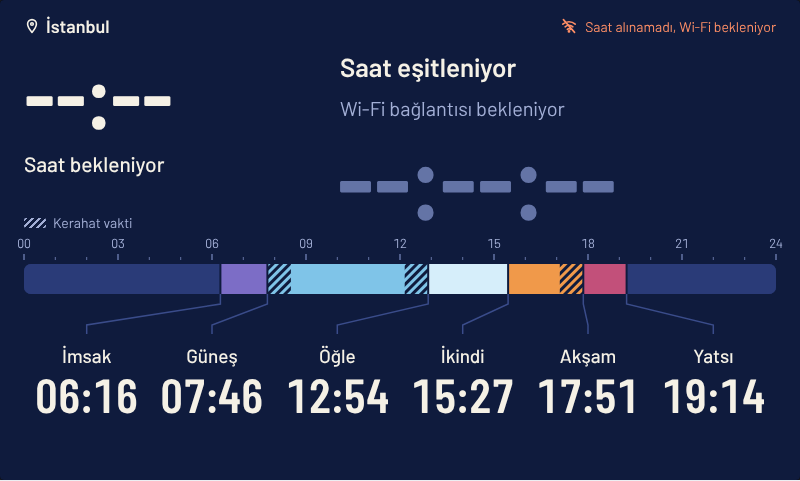 İstanbul
Saat alınamadı, Wi-Fi bekleniyor
Saat eşitleniyor
Wi-Fi bağlantısı bekleniyor
--:--
Saat bekleniyor
--:--:--
Kerahat vakti
00 03 06 09 12 15 18 21 24
İmsak Güneş Öğle İkindi Akşam Yatsı
06:16 07:46 12:54 15:27 17:51 19:14